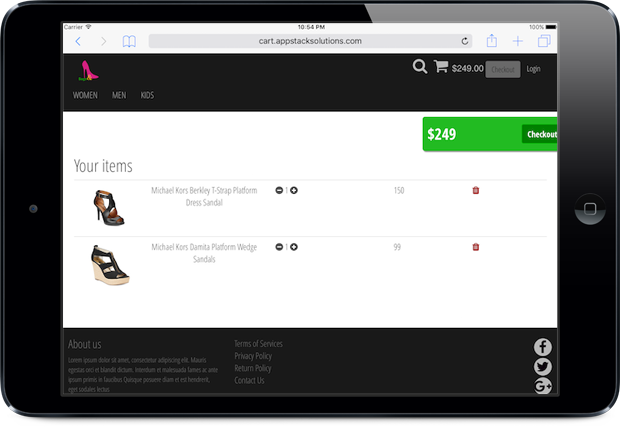 Carrier 10:54 PM 100%
cart.appstacksolutions.com
$249.00 Checkout Login
WOMEN MEN KIDS
$249 Checkout
Your items
Michael Kors Berkley T-Strap Platform 1 150
Dress Sandal
Michael Kors Damita Platform Wedge 1 99
Sandals
About us
Lorem ipsum dolor sit amet, consectetur adipiscing elit. Mauris
egestas orci et blandit dictum. Interdum et malesuada fames ac ante
ipsum primis in faucibus Quisque posuere diam et est hendrerit,
eget sodales lectus.
Terms of Services
Privacy Policy
Return Policy
Contact Us